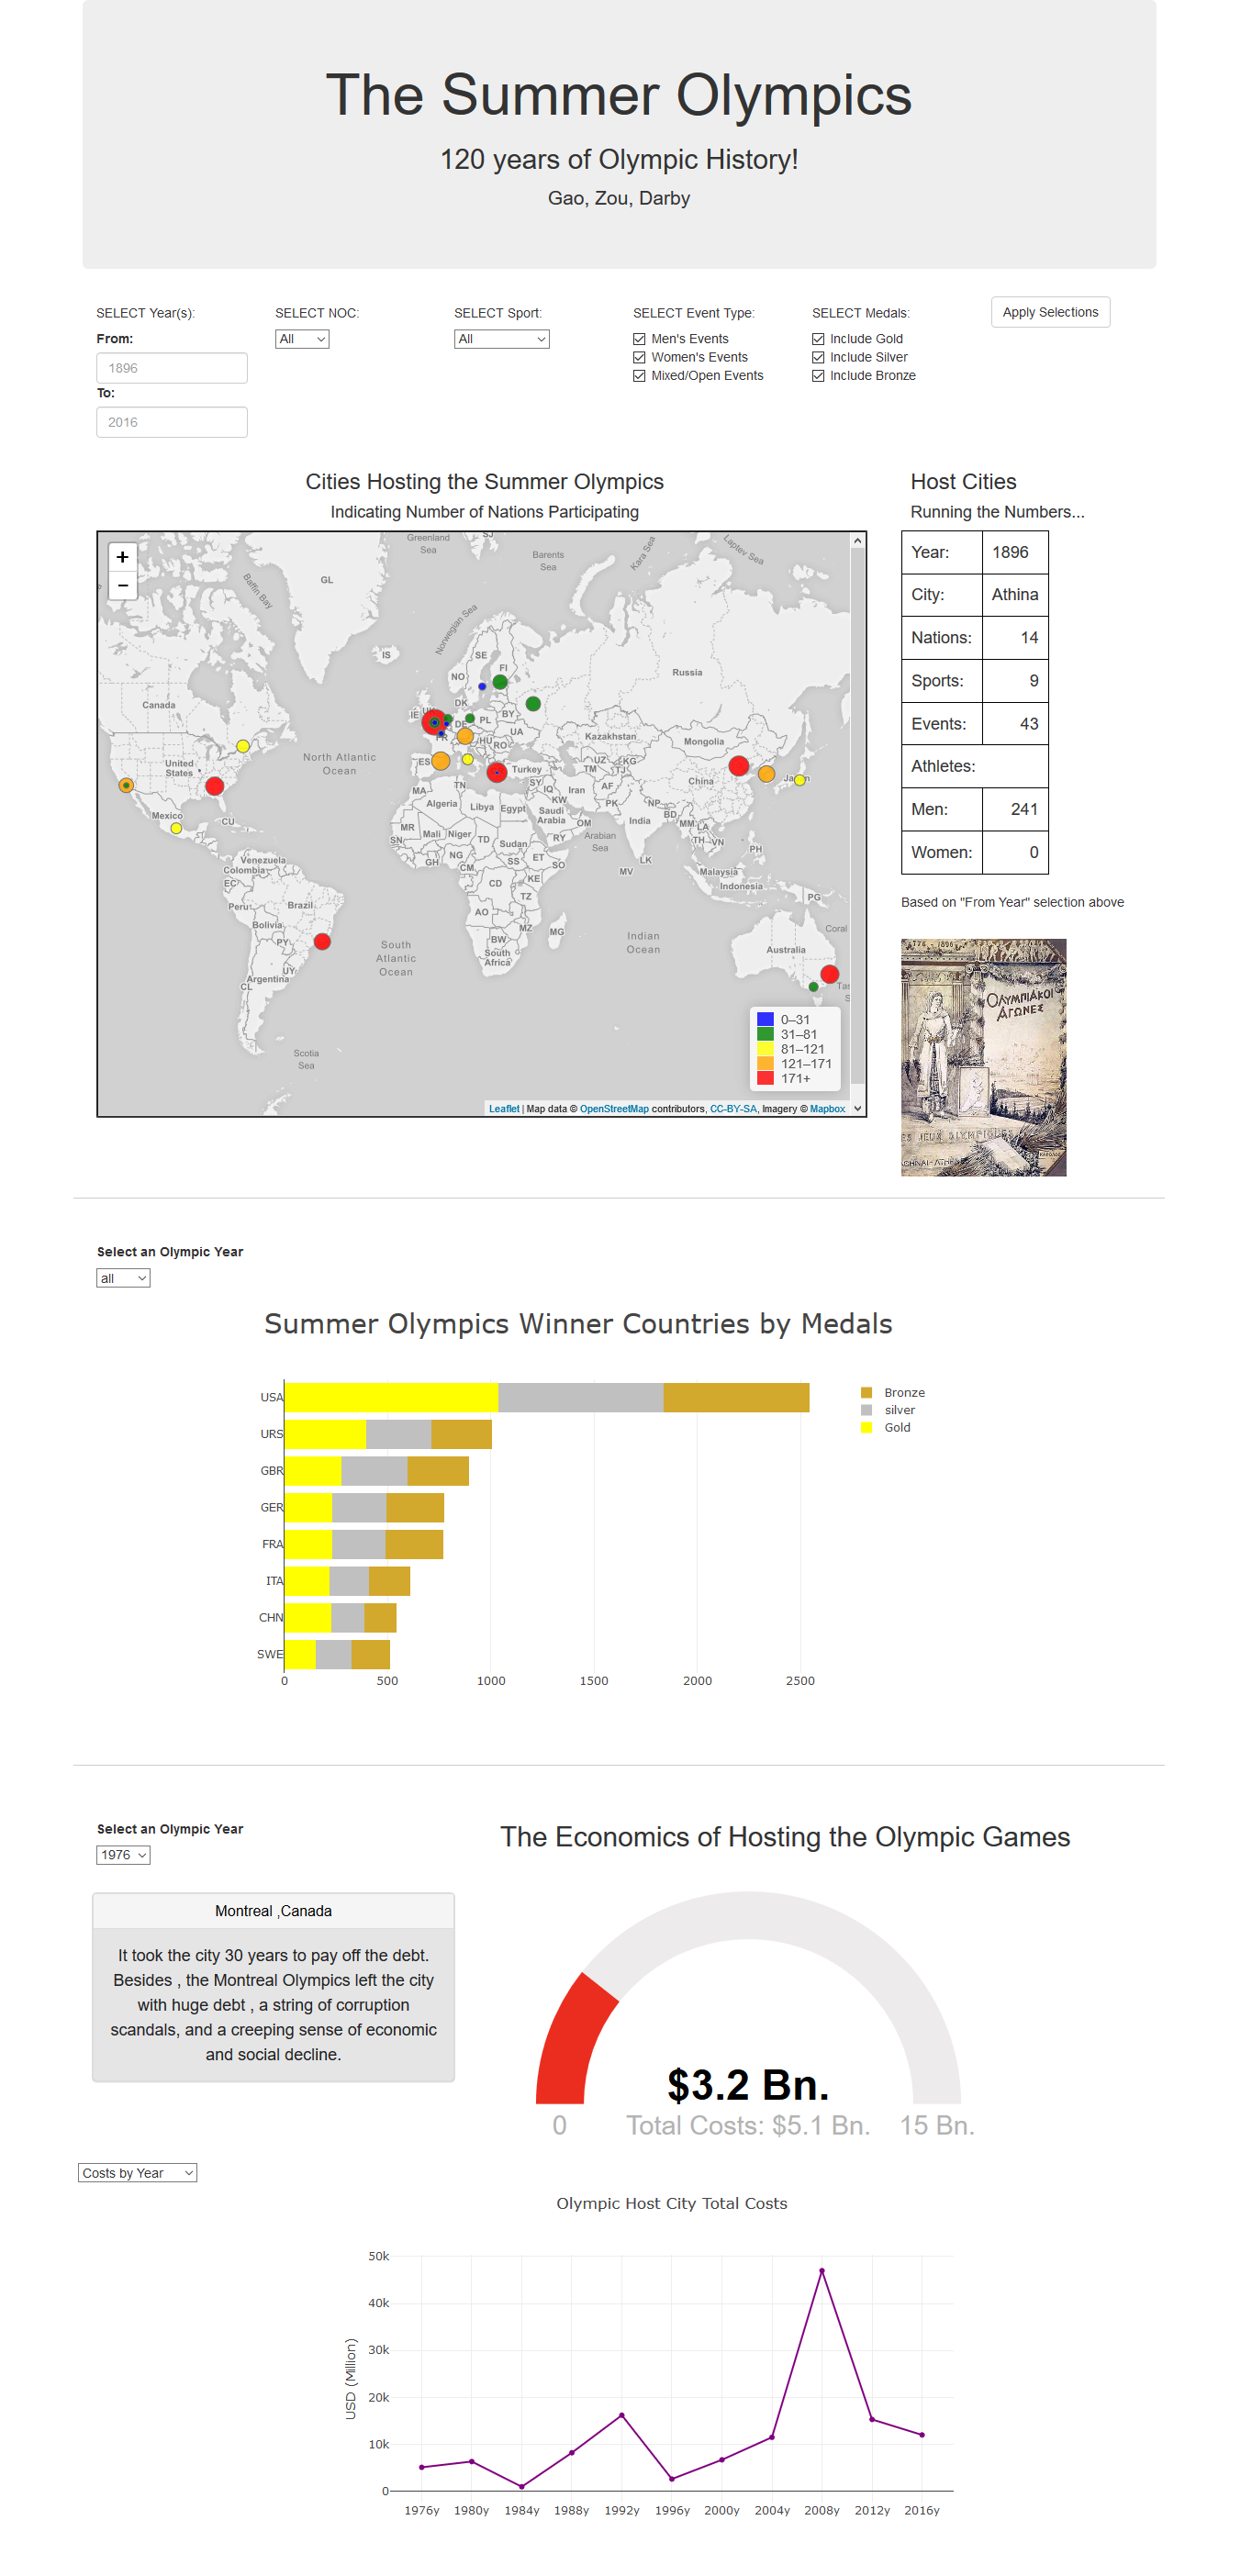 The Summer Olympics
120 years of Olympic History!
Gao, Zou, Darby
SELECT Year(s):
From:
1896
To:
2016
SELECT NOC:
All
SELECT Sport:
All
SELECT Event Type:
Men's Events
Women's Events
Mixed/Open Events
SELECT Medals:
Include Gold
Include Silver
Include Bronze
Apply Selections
Cities Hosting the Summer Olympics
Indicating Number of Nations Participating
+
−
Greenland
Sea
SJ
Barents
Sea
Kara Sea
Laptev Sea
Baffin Bay
GL
Norwegian Sea
IS
SE
FI
NO
Russia
Canada
DK
IE
BY
PL
DE
UA
FR
HU
RO
Kazakhstan
Mongolia
North Atlantic
Ocean
United
States
ES
Turkey
UZ
KG
TM
TJ
China
Japan
TN
SY
IQ
Iran
AF
MA
Algeria
Libya
Egypt
KW
PK
NP
Mexico
CU
Saudi
Arabia
OM
India
BD
MM
LA
MR
Mali
Niger
TD
Sudan
RY
Arabian
Sea
TH
VN
SN
PH
GH
NG
SS
ET
SO
LK
CM
MV
Venezuela
Colombia
Malaysia
EC
CD
KE
Indonesia
TZ
PG
Peru
Brazil
AO
Bolivia
MZ
MG
Indian
Ocean
Coral
PY
BW
South
Africa
South
Atlantic
Ocean
Australia
UY
Argentina
CL
Tas
S
Scotia
Sea
0–31
31–81
81–121
121–171
171+
Leaflet | Map data © OpenStreetMap contributors, CC-BY-SA, Imagery © Mapbox
Host Cities
Running the Numbers...
Year: 1896
City: Athina
Nations: 14
Sports: 9
Events: 43
Athletes:
Men: 241
Women: 0
Based on "From Year" selection above
1896
ΟΛΥΜΠΙΑΚΟΙ
ΑΓΩΝΕΣ
JEUX OLYMPIQUES
Select an Olympic Year
all
Summer Olympics Winner Countries by Medals
USA
URS
GBR
GER
FRA
ITA
CHN
SWE
0 500 1000 1500 2000 2500
Bronze
silver
Gold
Select an Olympic Year
1976
Montreal ,Canada
It took the city 30 years to pay off the debt.
Besides , the Montreal Olympics left the city
with huge debt , a string of corruption
scandals, and a creeping sense of economic
and social decline.
The Economics of Hosting the Olympic Games
$3.2 Bn.
0 Total Costs: $5.1 Bn. 15 Bn.
Costs by Year
Olympic Host City Total Costs
USD (Million)
50k
40k
30k
20k
10k
0
1976y 1980y 1984y 1988y 1992y 1996y 2000y 2004y 2008y 2012y 2016y